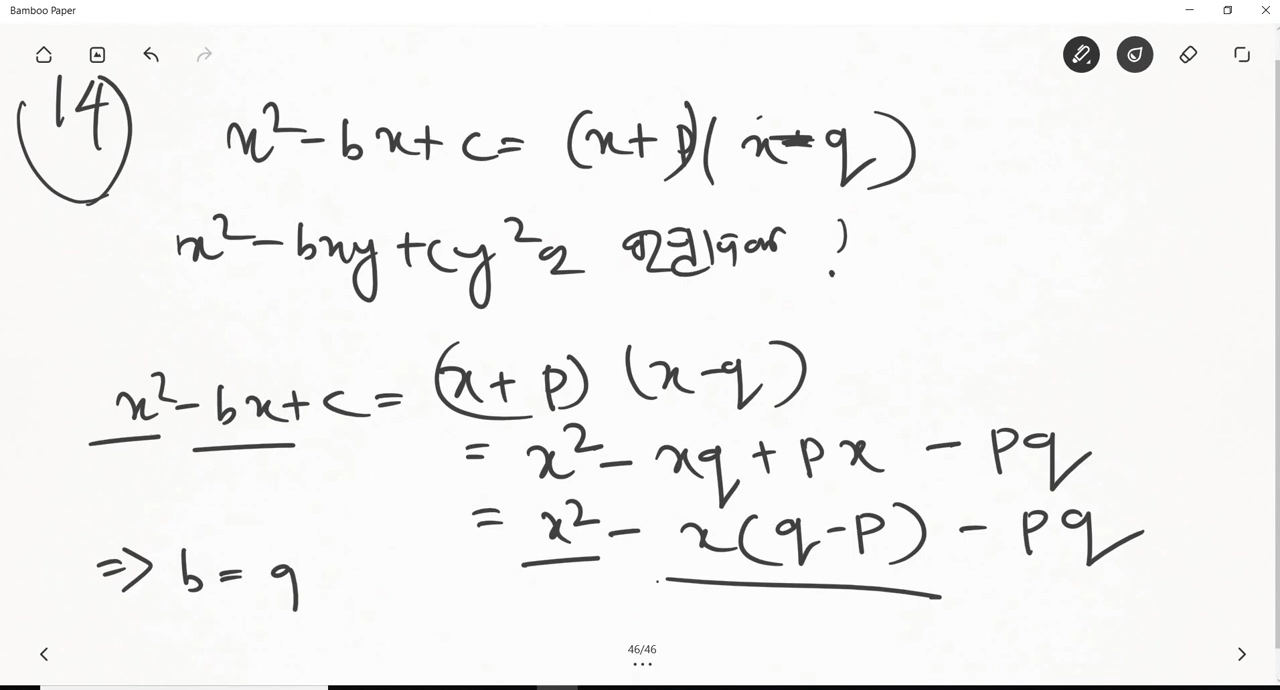 Bamboo Paper
14
x² - bx + c = (x + p)(x - q)
x² - bxy + cy²
x² - bx + c = (x + p) (x - q)
= x² - xq + px - pq
= x² - x(q - p) - pq
⇒ b = q
46/46